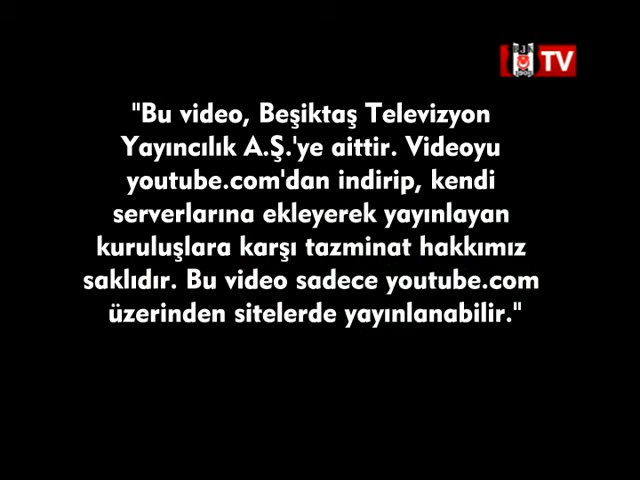 TV
"Bu video, Beşiktaş Televizyon
Yayıncılık A.Ş.'ye aittir. Videoyu
youtube.com'dan indirip, kendi
serverlarına ekleyerek yayınlayan
kuruluşlara karşı tazminat hakkımız
saklıdır. Bu video sadece youtube.com
üzerinden sitelerde yayınlanabilir."